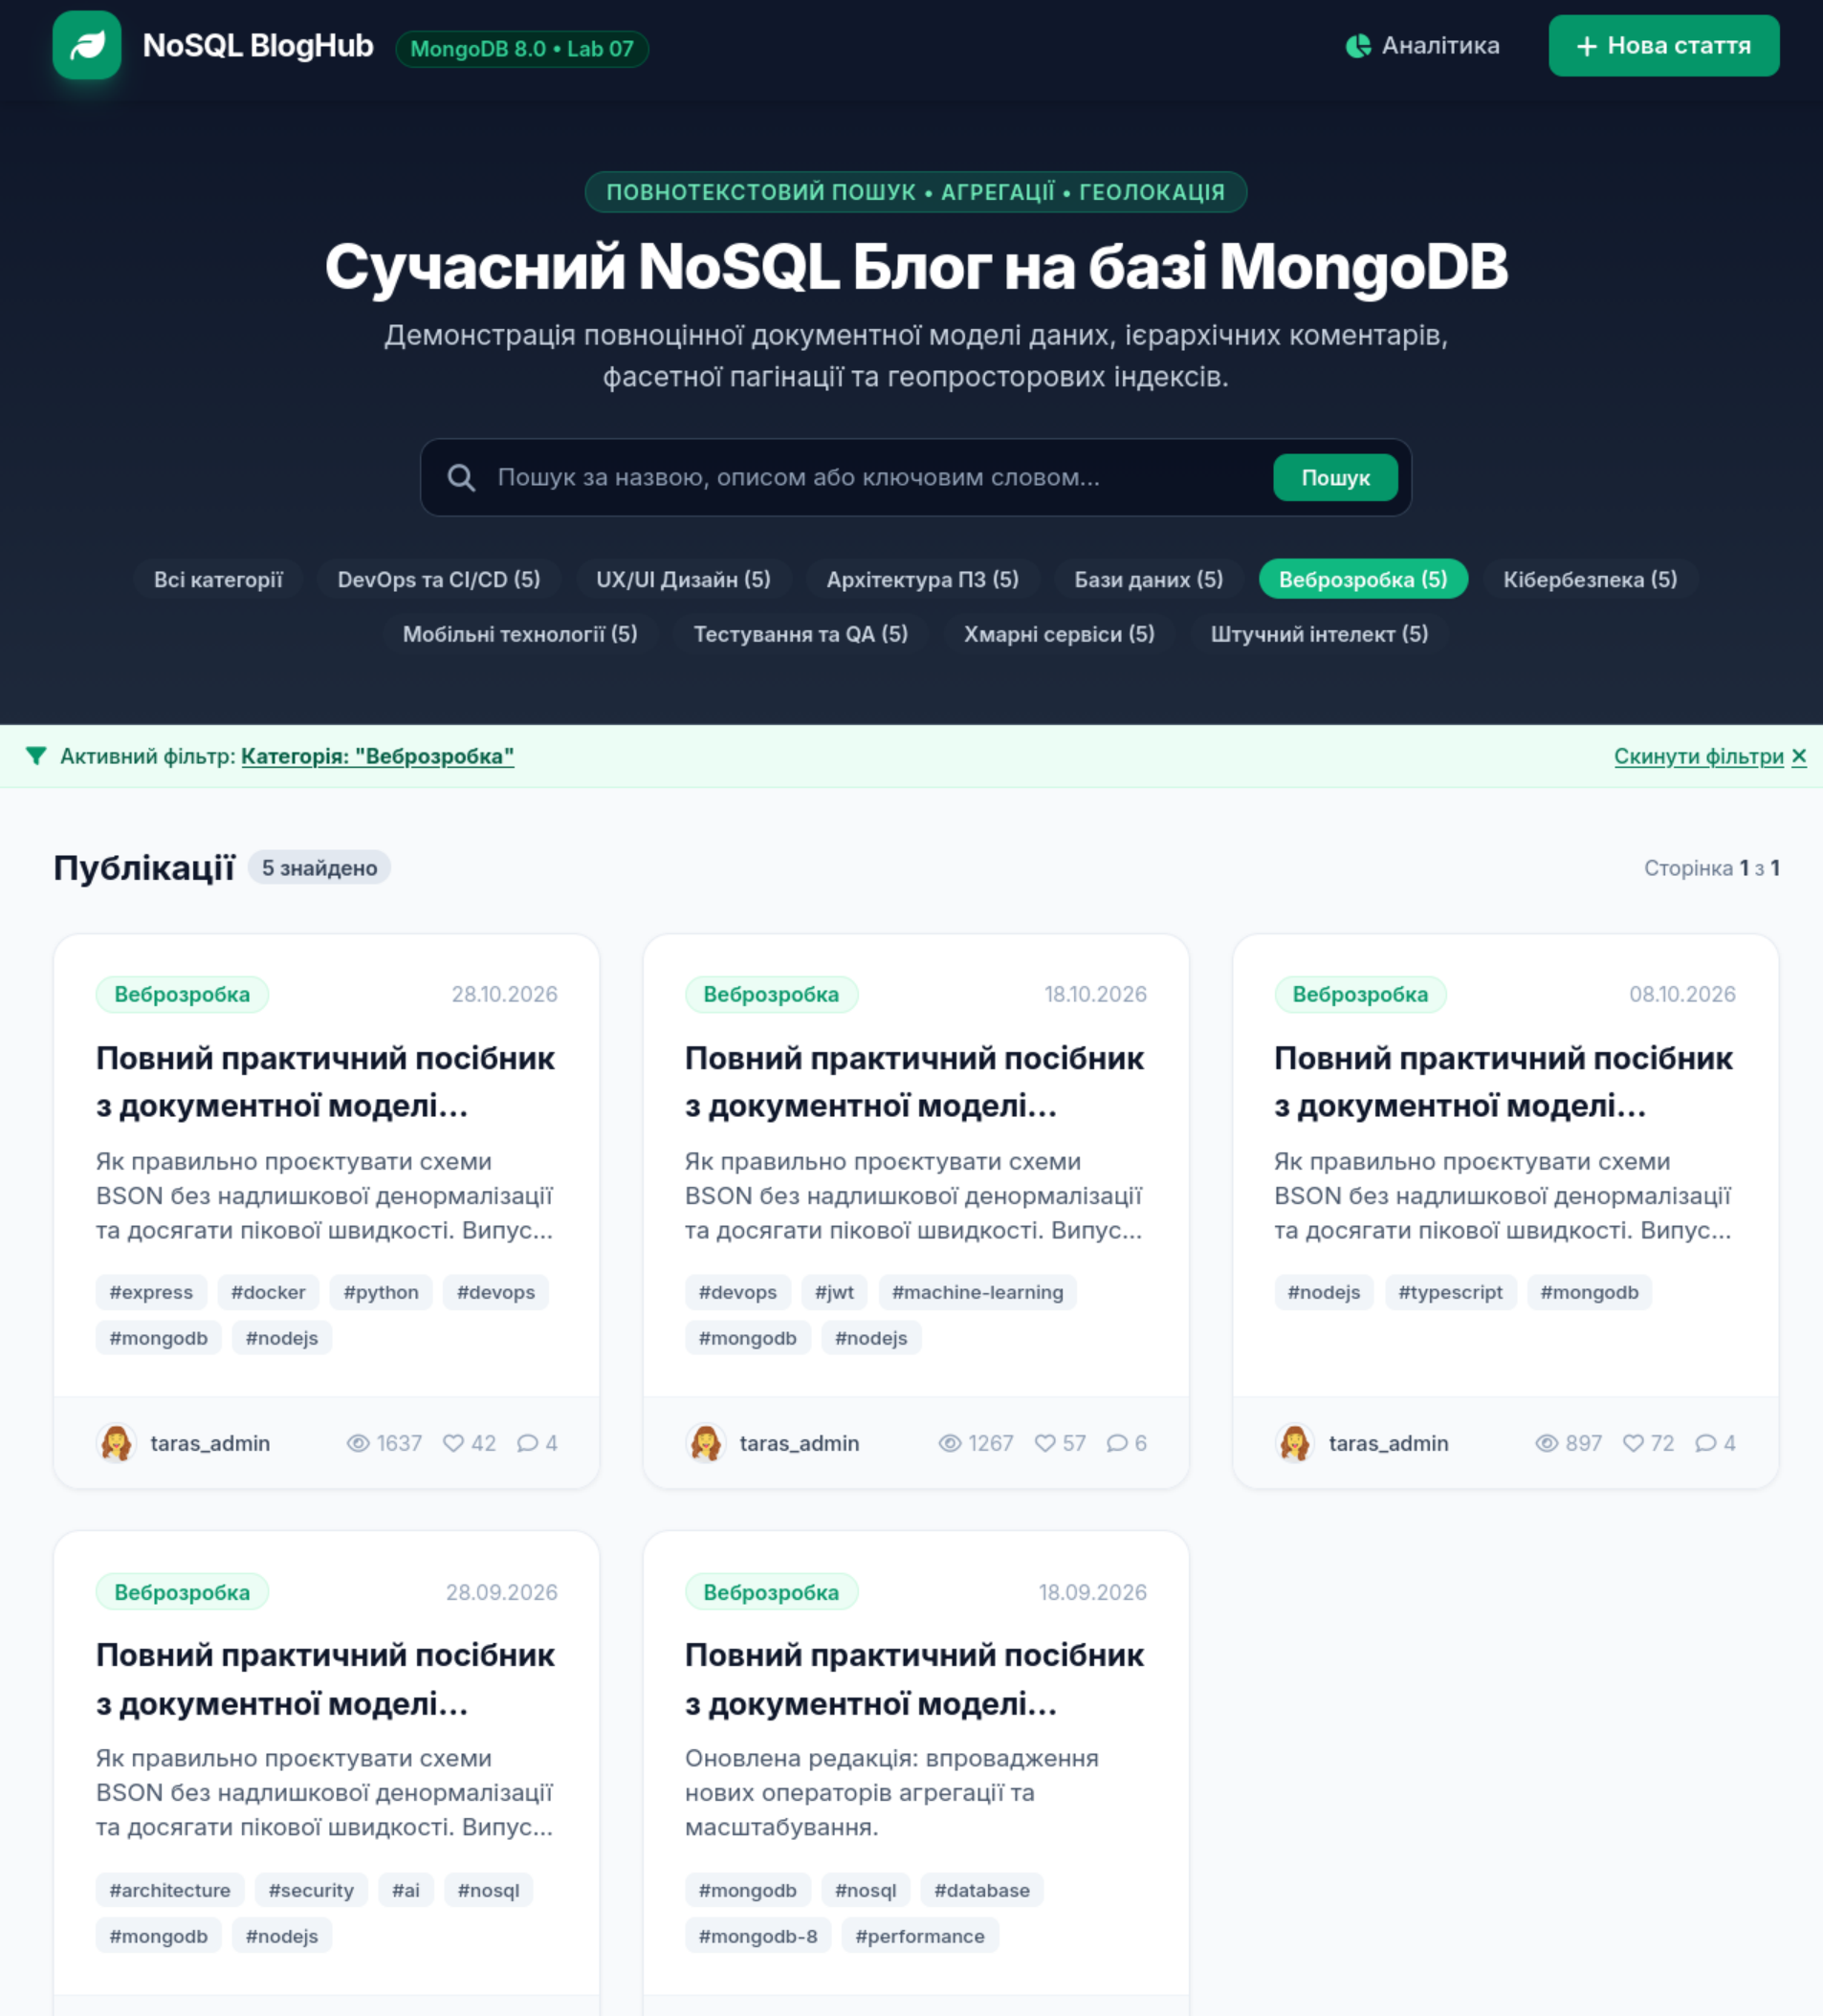 NoSQL BlogHub MongoDB 8.0 • Lab 07 Аналітика + Нова стаття
ПОВНОТЕКСТОВИЙ ПОШУК • АГРЕГАЦІЇ • ГЕОЛОКАЦІЯ
Сучасний NoSQL Блог на базі MongoDB
Демонстрація повноцінної документної моделі даних, ієрархічних коментарів,
фасетної пагінації та геопросторових індексів.
Пошук за назвою, описом або ключовим словом... Пошук
Всі категорії DevOps та CI/CD (5) UX/UI Дизайн (5) Архітектура ПЗ (5) Бази даних (5) Веброзробка (5) Кібербезпека (5)
Мобільні технології (5) Тестування та QA (5) Хмарні сервіси (5) Штучний інтелект (5)
Активний фільтр: Категорія: "Веброзробка" Скинути фільтри ✕
Публікації 5 знайдено Сторінка 1 з 1
Веброзробка 28.10.2026
Повний практичний посібник
з документної моделі...
Як правильно проєктувати схеми
BSON без надлишкової денормалізації
та досягати пікової швидкості. Випус...
#express #docker #python #devops
#mongodb #nodejs
taras_admin 1637 42 4
Веброзробка 18.10.2026
Повний практичний посібник
з документної моделі...
Як правильно проєктувати схеми
BSON без надлишкової денормалізації
та досягати пікової швидкості. Випус...
#devops #jwt #machine-learning
#mongodb #nodejs
taras_admin 1267 57 6
Веброзробка 08.10.2026
Повний практичний посібник
з документної моделі...
Як правильно проєктувати схеми
BSON без надлишкової денормалізації
та досягати пікової швидкості. Випус...
#nodejs #typescript #mongodb
taras_admin 897 72 4
Веброзробка 28.09.2026
Повний практичний посібник
з документної моделі...
Як правильно проєктувати схеми
BSON без надлишкової денормалізації
та досягати пікової швидкості. Випус...
#architecture #security #ai #nosql
#mongodb #nodejs
Веброзробка 18.09.2026
Повний практичний посібник
з документної моделі...
Оновлена редакція: впровадження
нових операторів агрегації та
масштабування.
#mongodb #nosql #database
#mongodb-8 #performance